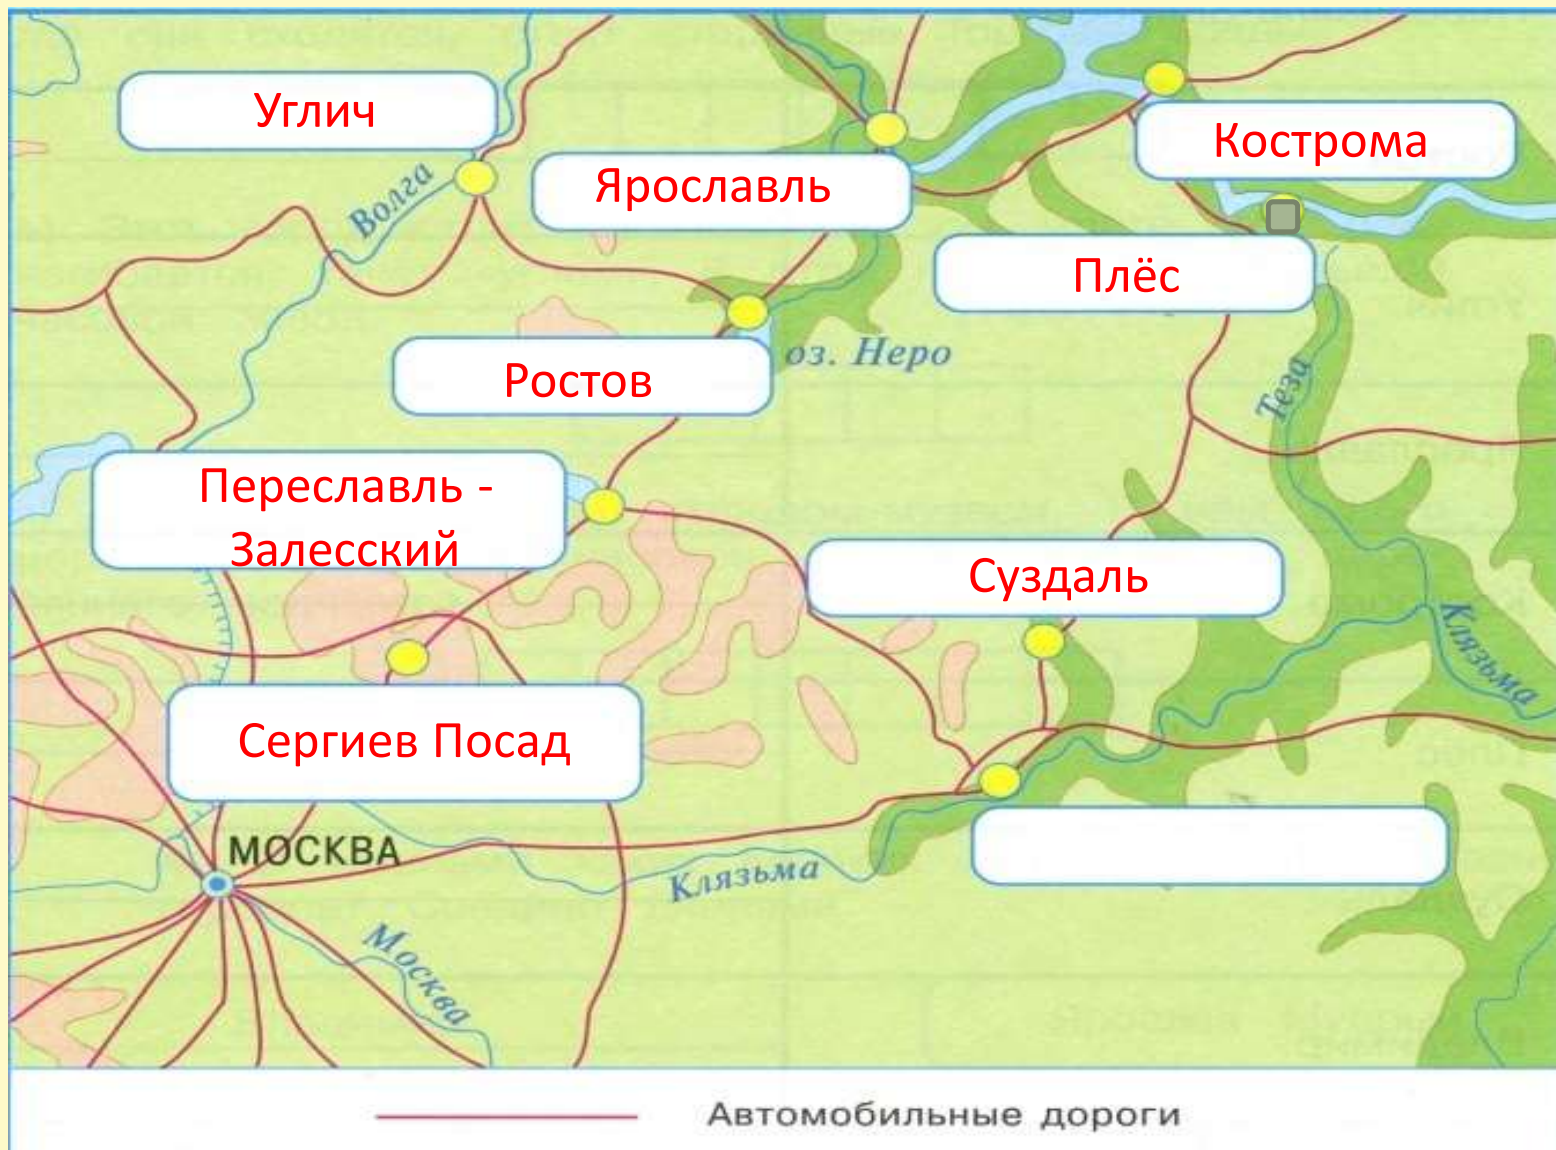 Углич
Кострома
Ярославль
Волга
Плёс
оз. Неро
Ростов
Теза
Переславль -
Залесский
Суздаль
Клязьма
Сергиев Посад
МОСКВА
Клязьма
Москва
Автомобильные дороги